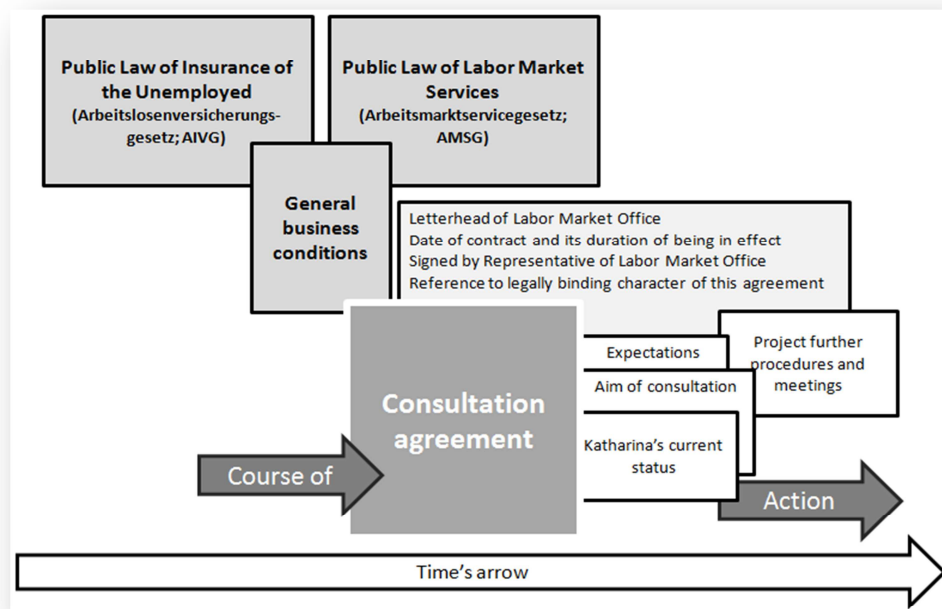 Public Law of Insurance of
the Unemployed
(Arbeitslosenversicherungs-
gesetz; AIVG)
Public Law of Labor Market
Services
(Arbeitsmarktservicegesetz;
AMSG)
General
business
conditions
Letterhead of Labor Market Office
Date of contract and its duration of being in effect
Signed by Representative of Labor Market Office
Reference to legally binding character of this agreement
Expectations
Aim of consultation
Katharina's current
status
Project further
procedures and
meetings
Consultation
agreement
Course of
Action
Time's arrow